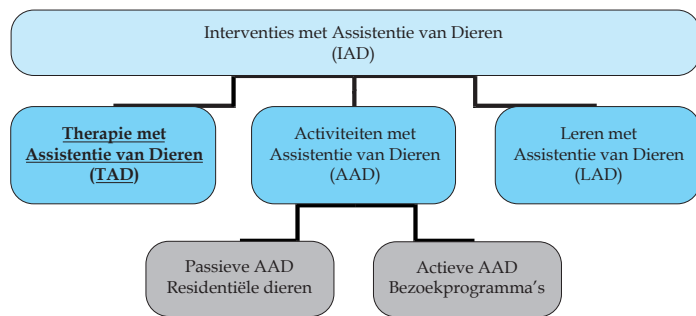 Interventies met Assistentie van Dieren
(IAD)
Therapie met
Assistentie van Dieren
(TAD)
Activiteiten met
Assistentie van Dieren
(AAD)
Leren met
Assistentie van Dieren
(LAD)
Passieve AAD
Residentiële dieren
Actieve AAD
Bezoekprogramma’s